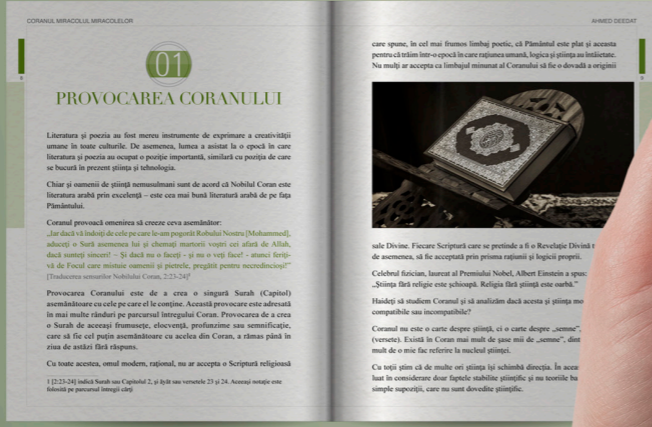 CORANUL MIRACOLUL MIRACOLELOR
01
PROVOCAREA CORANULUI
Literatura și poezia au fost mereu instrumente de exprimare a creativității
umane în toate culturile. De asemenea, lumea a asistat la o epocă în care
literatura și poezia au ocupat o poziție importantă, similară cu poziția de care
se bucură în prezent știința și tehnologia.
Chiar și oamenii de știință nemusulmani sunt de acord că Nobilul Coran este
literatura arabă prin excelență – este cea mai bună literatură arabă de pe fața
Pământului.
Coranul provoacă omenirea să creeze ceva asemănător:
„Iar dacă vă îndoiți de cele pe care le-am pogorât Robului Nostru [Mohammed],
aduceți o Sură asemenea lui și chemați martorii voștri cei afară de Allah,
dacă sunteți sinceri! – Și dacă nu o faceți - și nu o veți face! - atunci feriți-
vă de Focul care mistuie oamenii și pietrele, pregătit pentru necredincioși!”
[Traducerea sensurilor Nobilului Coran, 2:23-24]¹
Provocarea Coranului este de a crea o singură Surah (Capitol)
asemănătoare cu cele pe care el le conține. Această provocare este adresată
în mai multe rânduri pe parcursul întregului Coran. Provocarea de a crea
o Surah de aceeași frumusețe, elocvență, profunzime sau semnificație,
care să fie cel puțin asemănătoare cu acelea din Coran, a rămas până în
ziua de astăzi fără răspuns.
Cu toate acestea, omul modern, rațional, nu ar accepta o Scriptură religioasă
1 [2:23-24] indică Surah sau Capitolul 2, și āyāt sau versetele 23 și 24. Aceeași notație este
folosită pe parcursul întregii cărți
AHMED DEEDAT
care spune, în cel mai frumos limbaj poetic, că Pământul este plat și aceasta
pentru că trăim într-o epocă în care rațiunea umană, logica și știința au întâietate.
Nu mulți ar accepta ca limbajul minunat al Coranului să fie o dovadă a originii
sale Divine. Fiecare Scriptură care se pretinde a fi o Revelație Divină
de asemenea, să fie acceptată prin prisma rațiunii și logicii proprii.
Celebrul fizician, laureat al Premiului Nobel, Albert Einstein a spus:
„Știința fără religie este șchioapă. Religia fără știință este oarbă.”
Haideți să studiem Coranul și să analizăm dacă acesta și știința
compatibile sau incompatibile?
Coranul nu este o carte despre știință, ci o carte despre „semne”,
(versete). Există în Coran mai mult de șase mii de „semne”,
mult de o mie fac referire la nucleul științei.
Cu toții știm că de multe ori știința își schimbă direcția. În
luat în considerare doar faptele stabilite științific și nu teoriile
simple supoziții, care nu sunt dovedite științific.